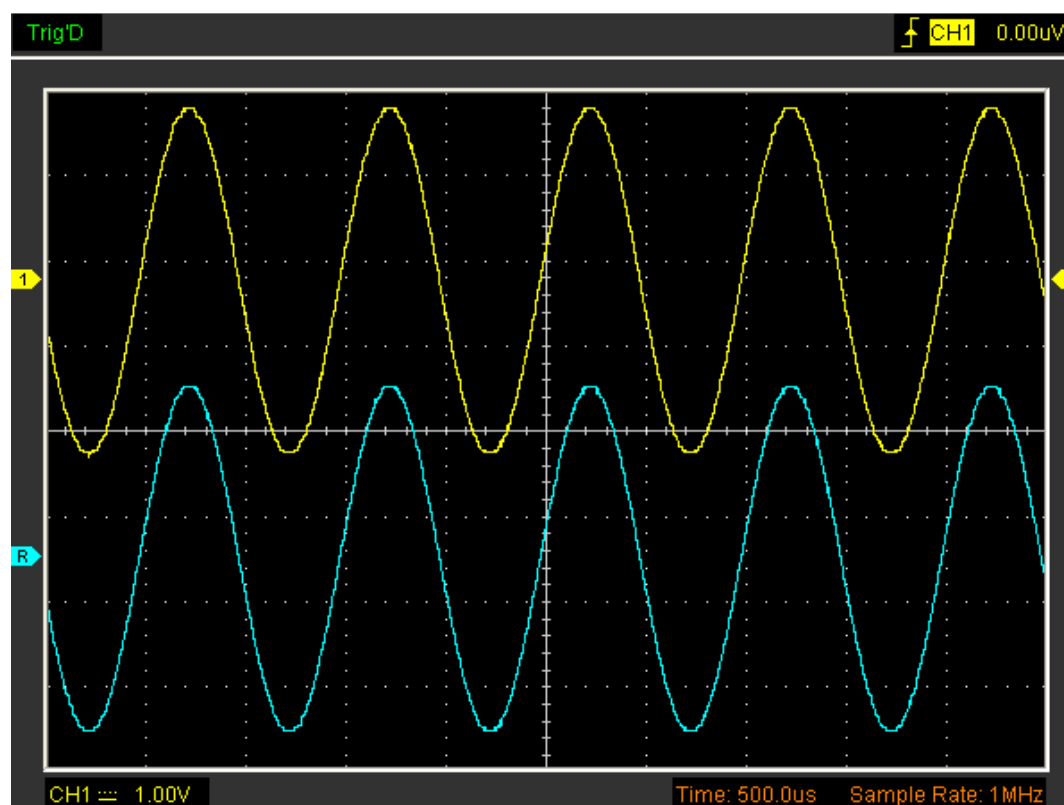 Trig'D
CH1 0.00uV
1
R
CH1 1.00V
Time: 500.0us Sample Rate: 1MHz